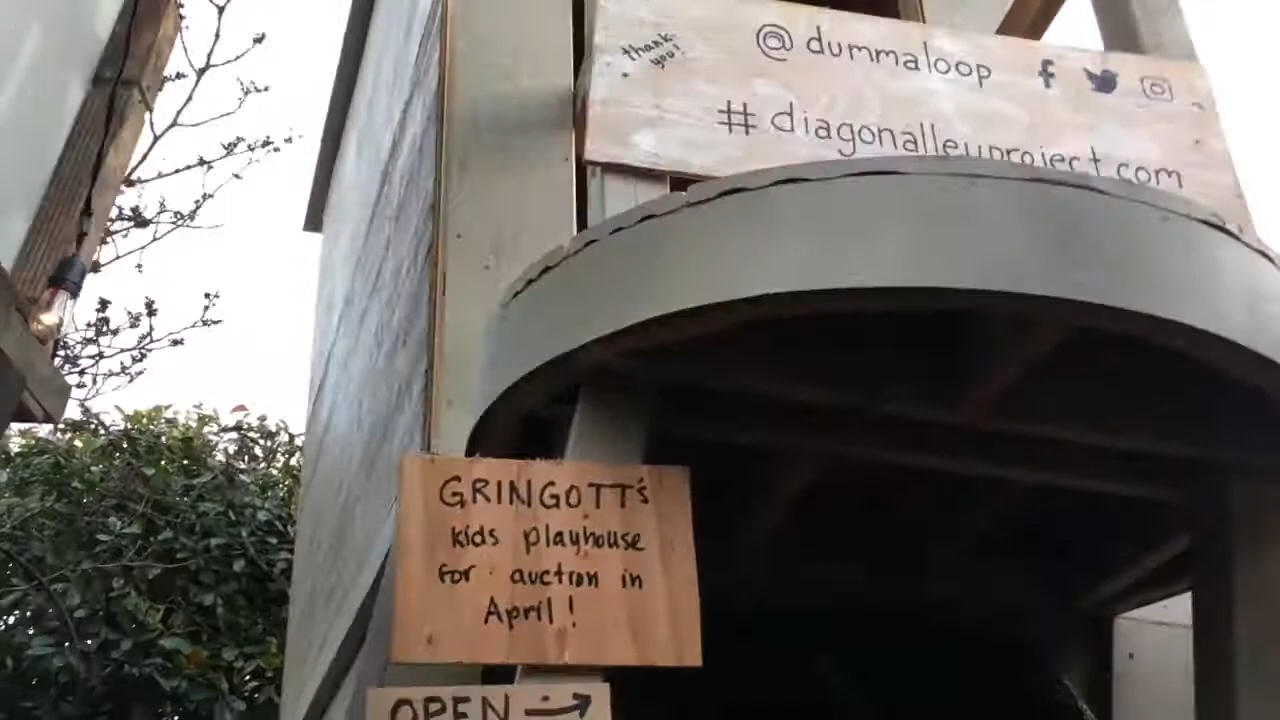 thank
you!
@dummaloop
#diagonalleyproject.com
GRINGOTT's
kids playhouse
for auction in
April!
OPEN →